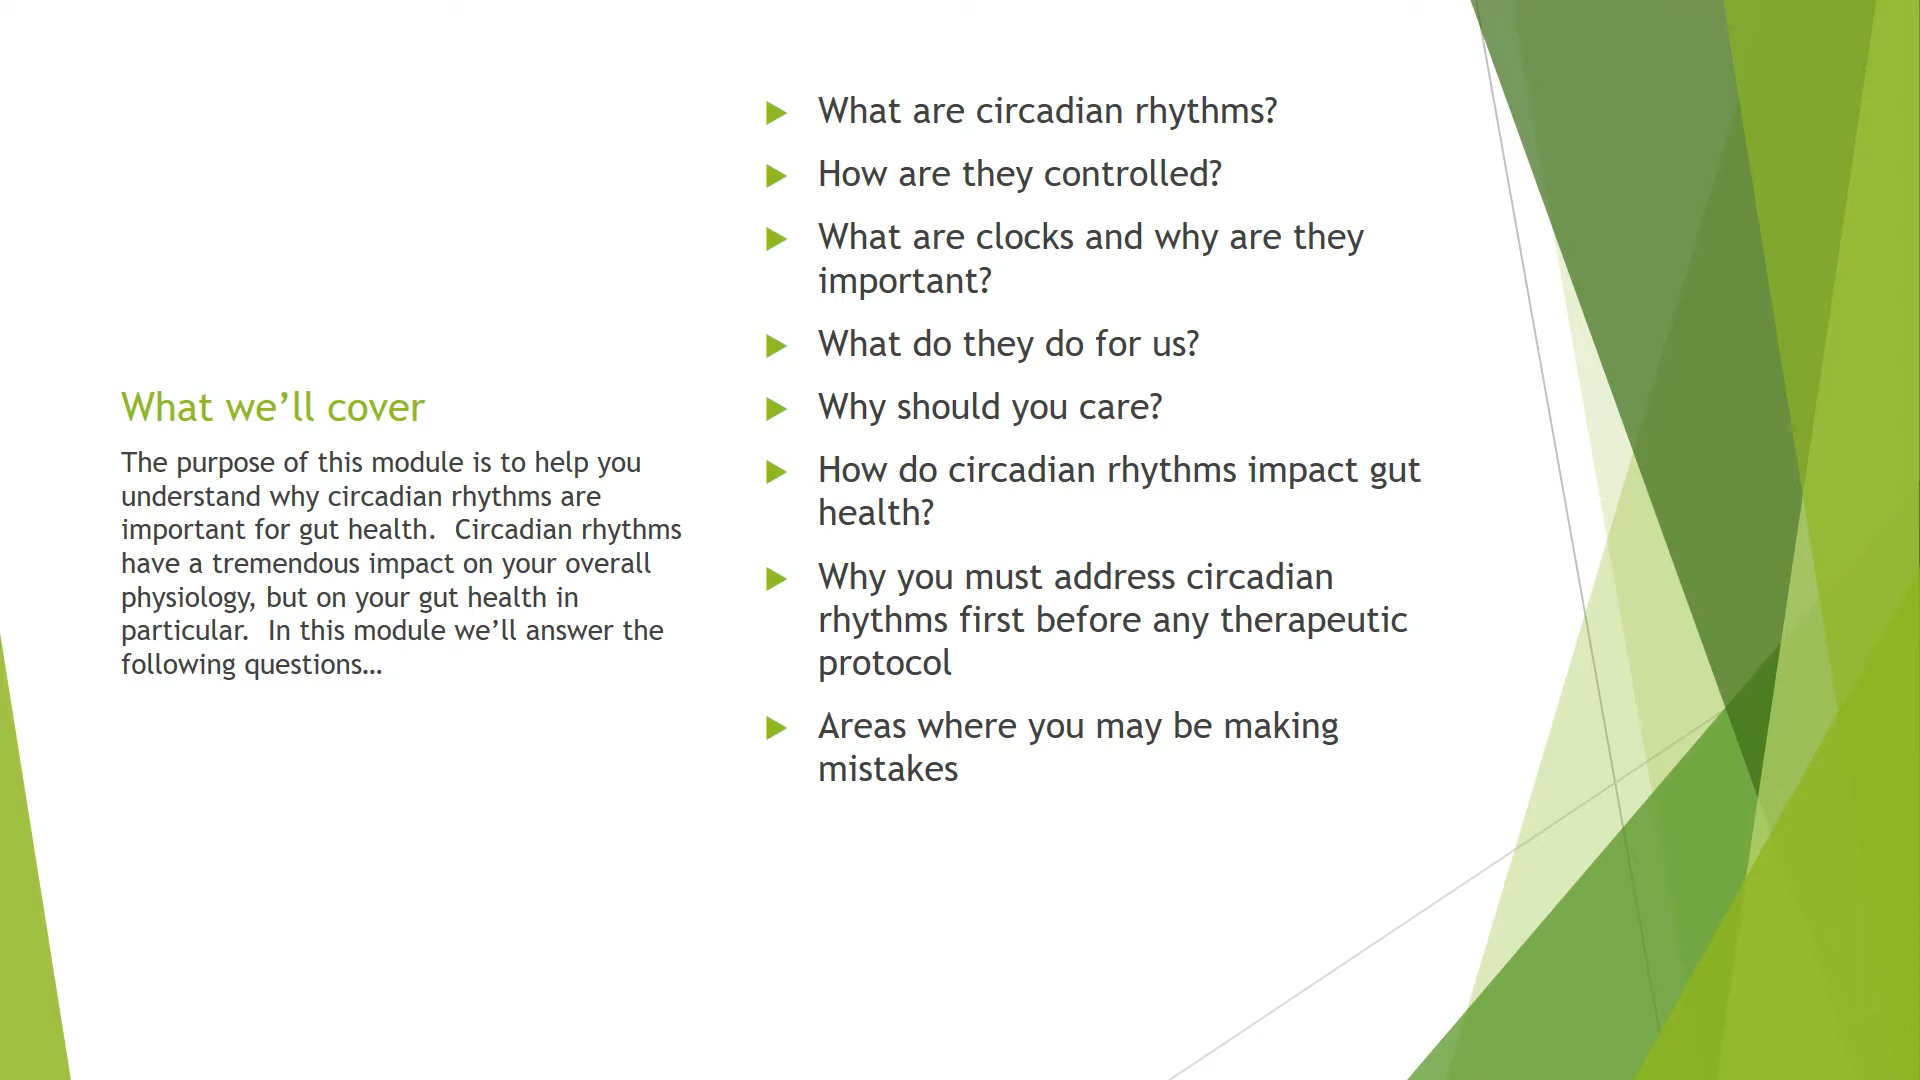 What we’ll cover
The purpose of this module is to help you
understand why circadian rhythms are
important for gut health.  Circadian rhythms
have a tremendous impact on your overall
physiology, but on your gut health in
particular.  In this module we’ll answer the
following questions…
What are circadian rhythms?
How are they controlled?
What are clocks and why are they
important?
What do they do for us?
Why should you care?
How do circadian rhythms impact gut
health?
Why you must address circadian
rhythms first before any therapeutic
protocol
Areas where you may be making
mistakes